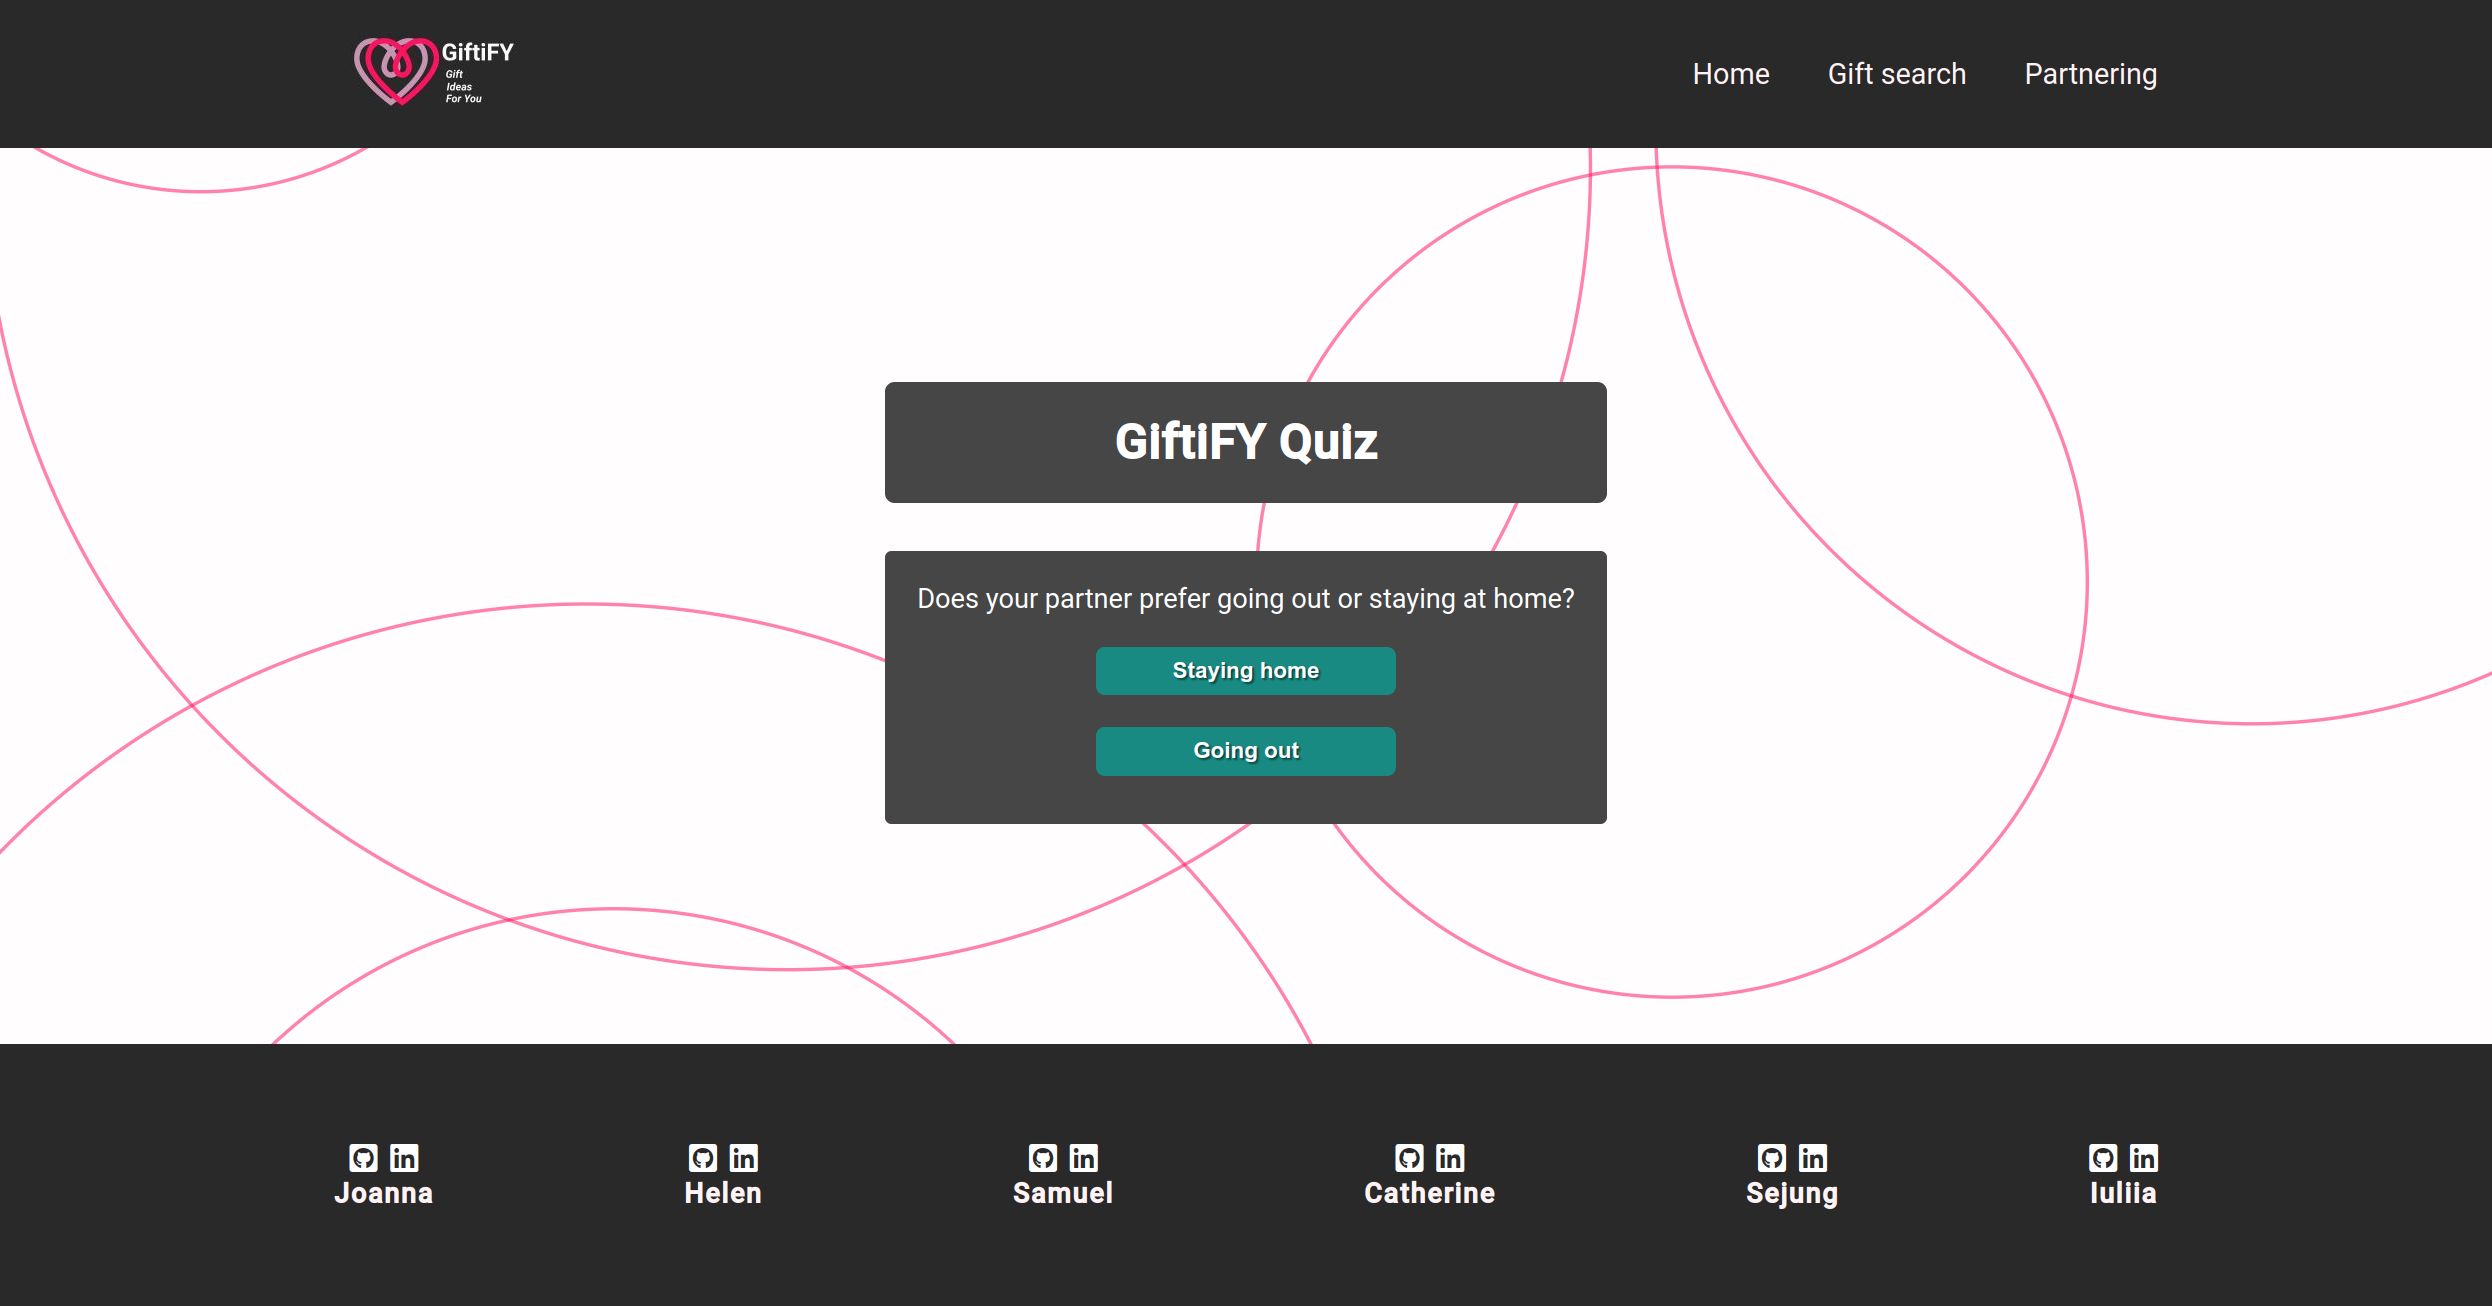 GiftiFY
Gift
Ideas
For You
Home Gift search Partnering
GiftiFY Quiz
Does your partner prefer going out or staying at home?
Staying home
Going out
Joanna Helen Samuel Catherine Sejung Iuliia